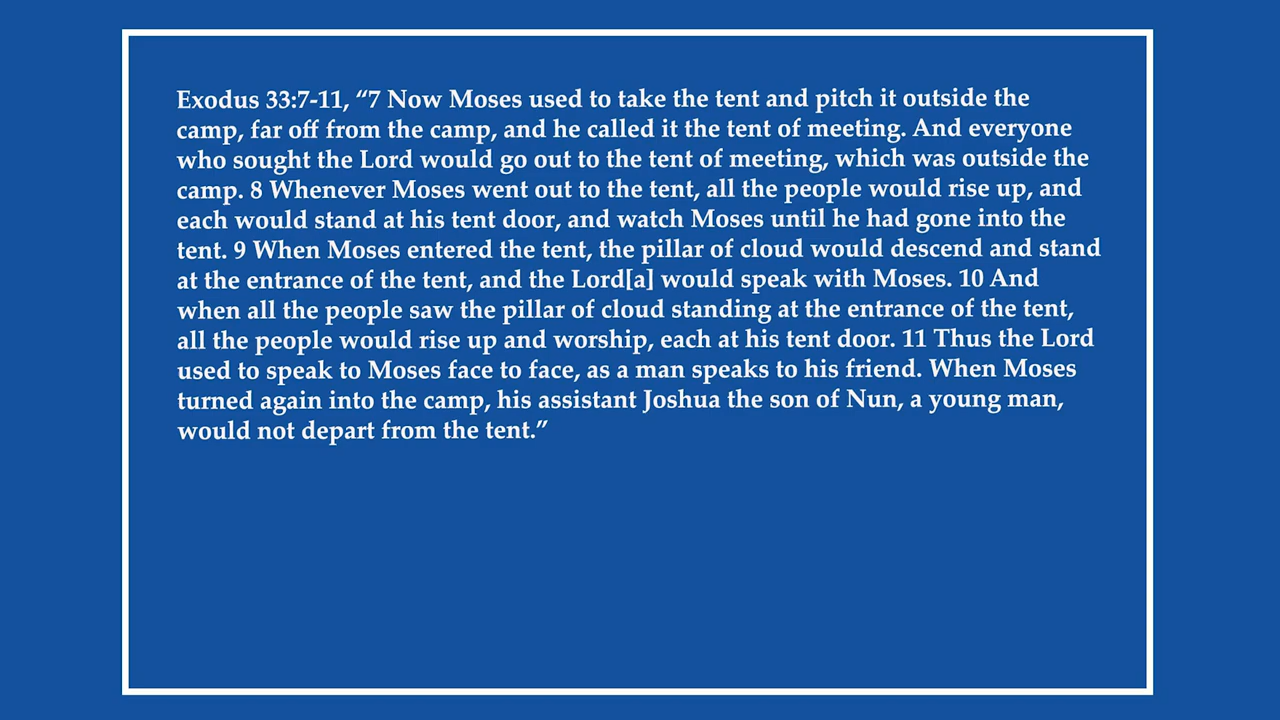 Exodus 33:7-11, “7 Now Moses used to take the tent and pitch it outside the
camp, far off from the camp, and he called it the tent of meeting. And everyone
who sought the Lord would go out to the tent of meeting, which was outside the
camp. 8 Whenever Moses went out to the tent, all the people would rise up, and
each would stand at his tent door, and watch Moses until he had gone into the
tent. 9 When Moses entered the tent, the pillar of cloud would descend and stand
at the entrance of the tent, and the Lord[a] would speak with Moses. 10 And
when all the people saw the pillar of cloud standing at the entrance of the tent,
all the people would rise up and worship, each at his tent door. 11 Thus the Lord
used to speak to Moses face to face, as a man speaks to his friend. When Moses
turned again into the camp, his assistant Joshua the son of Nun, a young man,
would not depart from the tent.”